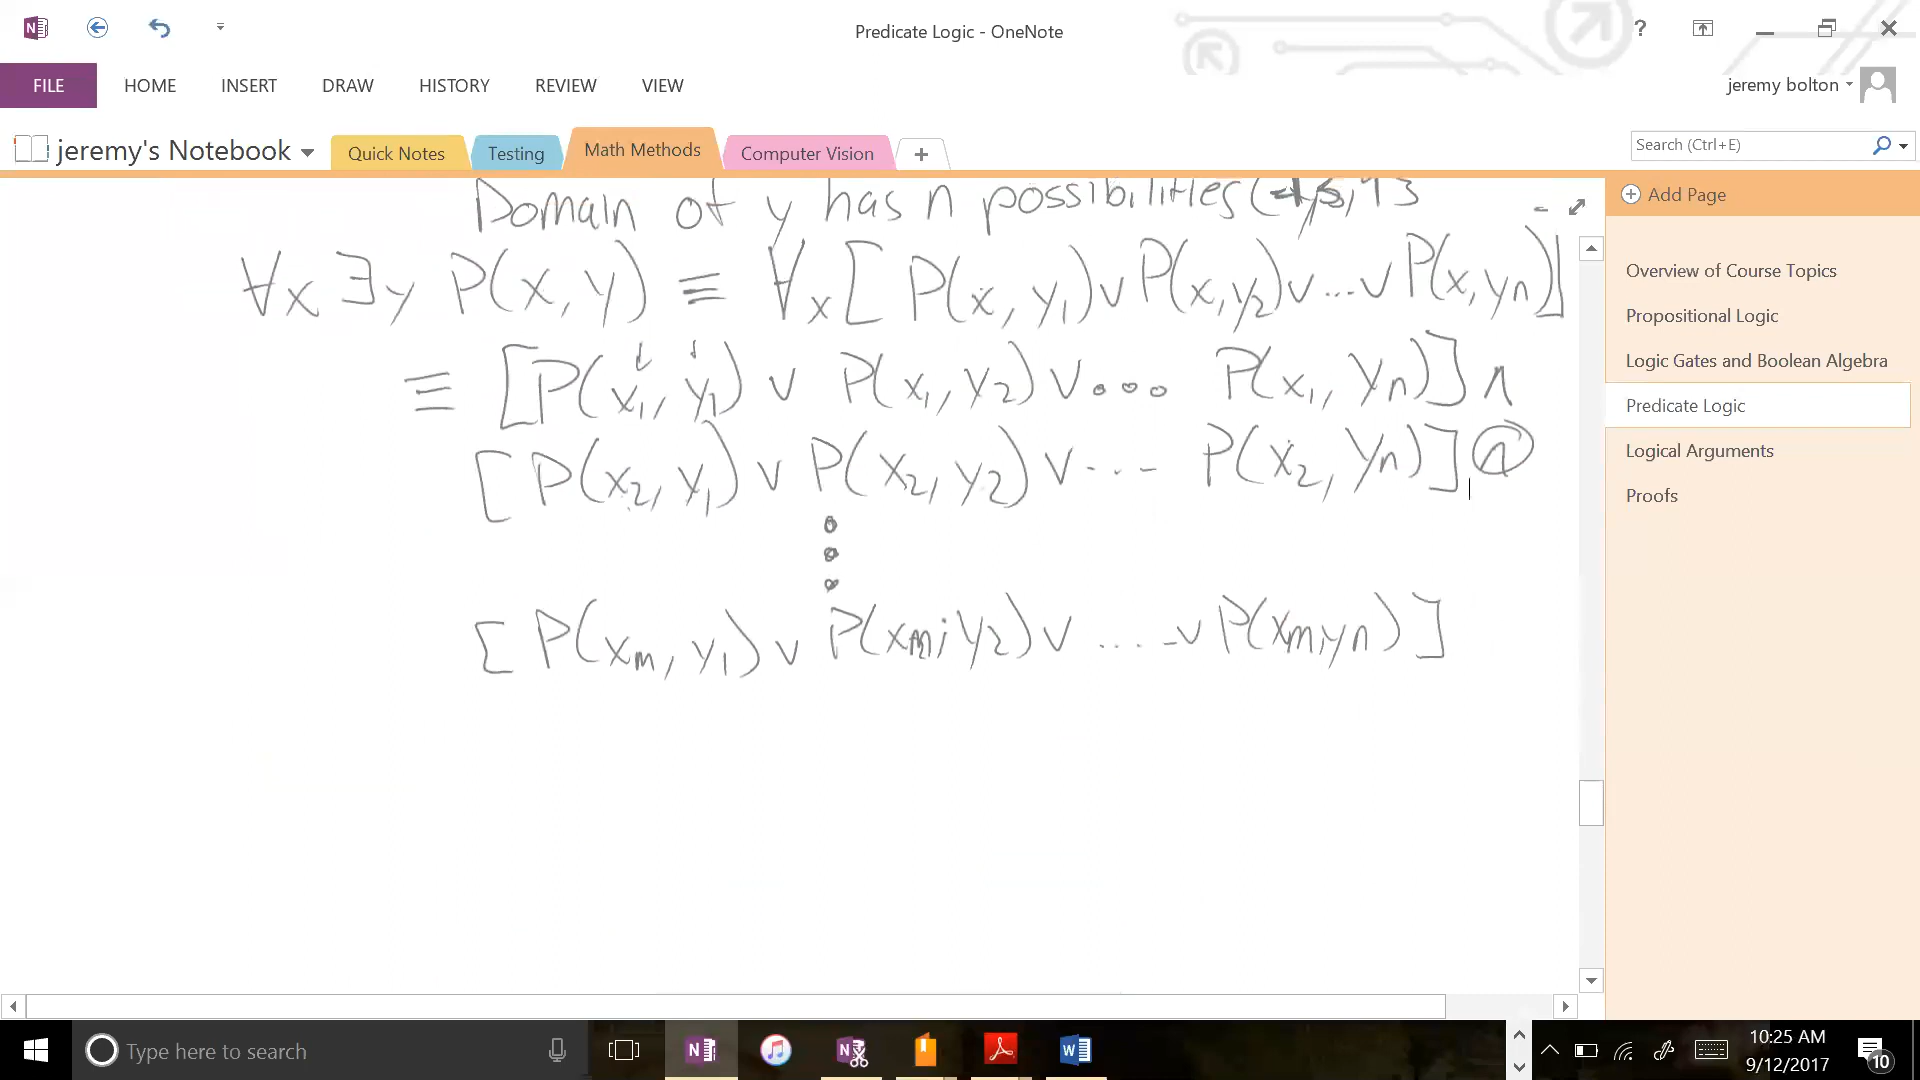 Predicate Logic - OneNote
?
FILE HOME INSERT DRAW HISTORY REVIEW VIEW
jeremy bolton
jeremy's Notebook Quick Notes Testing Math Methods Computer Vision +
Search (Ctrl+E)
Add Page
Overview of Course Topics
Propositional Logic
Logic Gates and Boolean Algebra
Predicate Logic
Logical Arguments
Proofs
Domain of y has n possibilities
∀x ∃y P(x, y) ≡ ∀x [P(x, y1) ∨ P(x, y2) ∨ ... ∨ P(x, yn)]
≡ [P(x1, y1) ∨ P(x1, y2) ∨ ... P(x1, yn)] ∧
[P(x2, y1) ∨ P(x2, y2) ∨ ... P(x2, yn)] ∧
[P(xm, y1) ∨ P(xm, y2) ∨ .... ∨ P(xm, yn)]
Type here to search
10:25 AM
9/12/2017
10